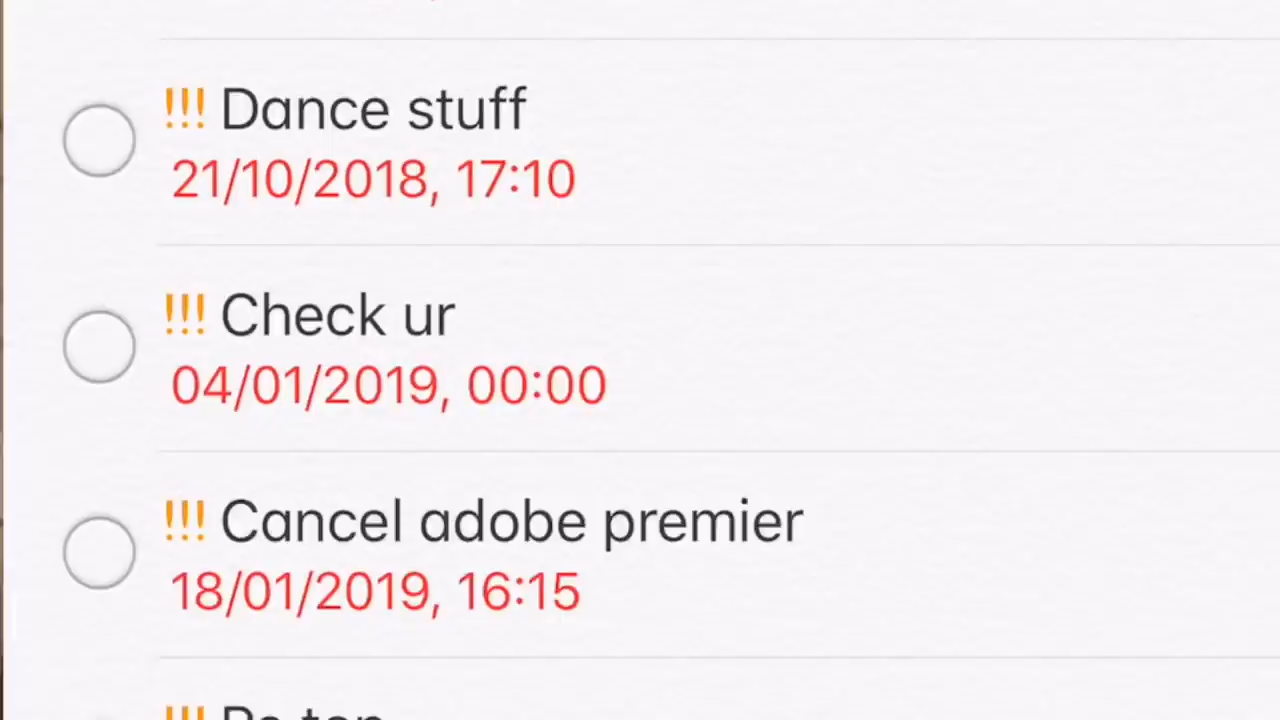 !!! Dance stuff
21/10/2018, 17:10
!!! Check ur
04/01/2019, 00:00
!!! Cancel adobe premier
18/01/2019, 16:15
!!!